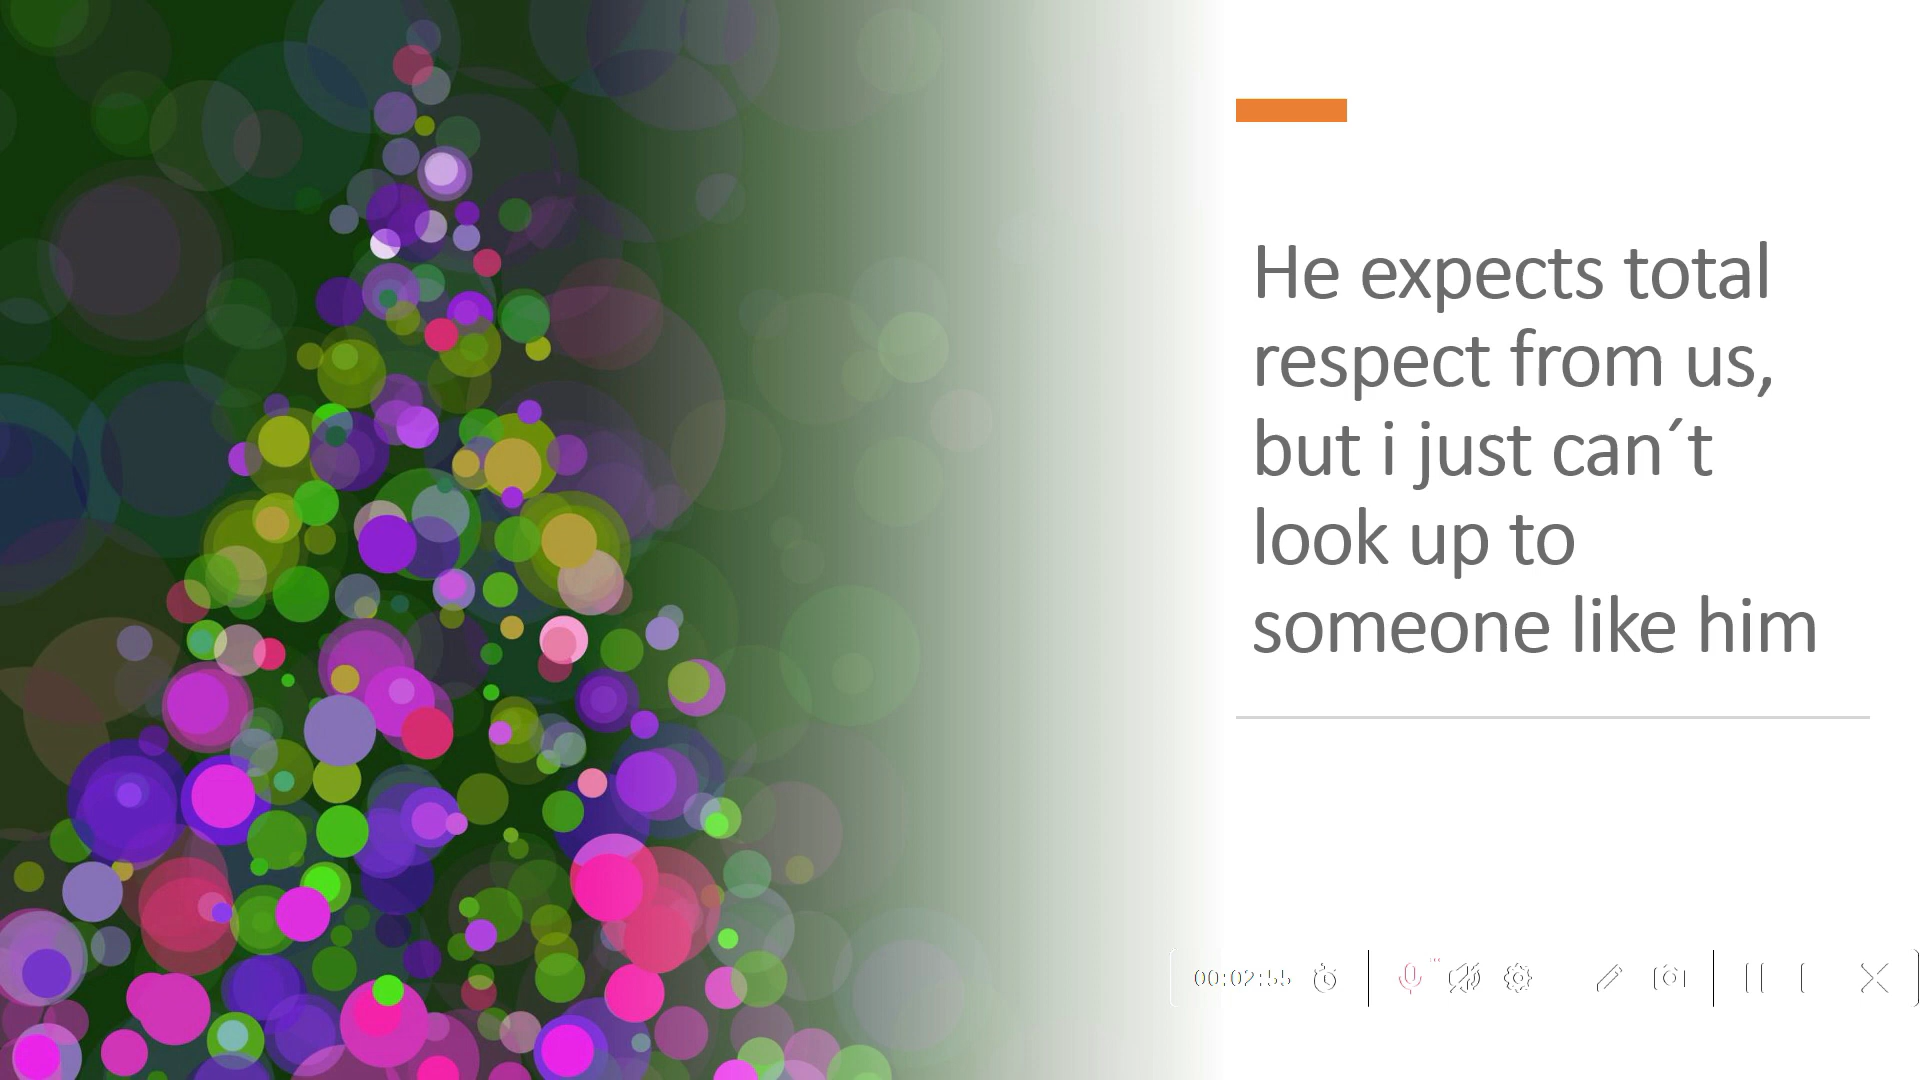 He expects total
respect from us,
but i just can´t
look up to
someone like him
00:02:55